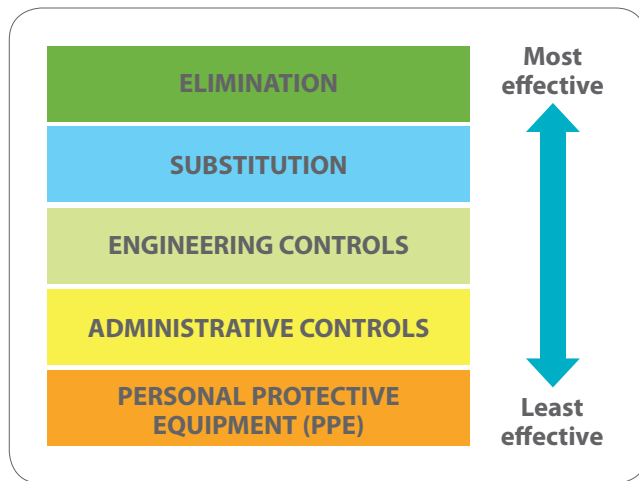 ELIMINATION
SUBSTITUTION
ENGINEERING CONTROLS
ADMINISTRATIVE CONTROLS
PERSONAL PROTECTIVE
EQUIPMENT (PPE)
Most
effective
Least
effective